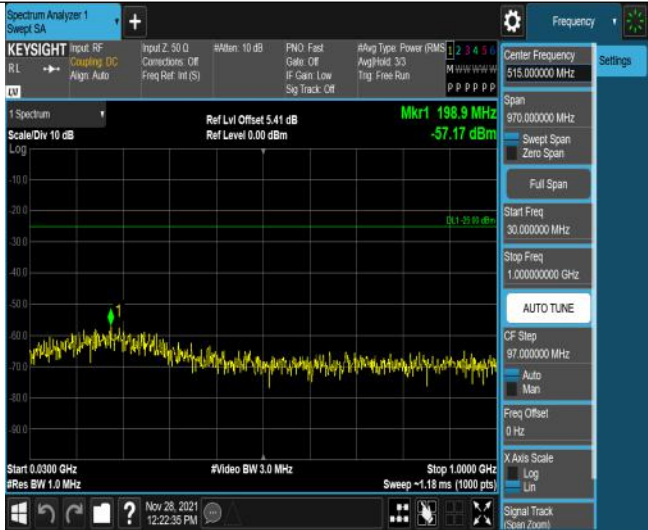 Spectrum Analyzer 1
Swept SA
Frequency
KEYSIGHT
RL
LV
Input: RF
Coupling: DC
Align: Auto
Input Z: 50 Ω
Corrections: Off
Freq Ref: Int (S)
#Atten: 10 dB
PNO: Fast
Gate: Off
IF Gain: Low
Sig Track: Off
#Avg Type: Power (RMS
Avg|Hold: 3/3
Trig: Free Run
1 2 3 4 5 6
M W W W W W
P P P P P P
Center Frequency
515.000000 MHz
Settings
1 Spectrum
Scale/Div 10 dB
Log
Ref Lvl Offset 5.41 dB
Ref Level 0.00 dBm
Mkr1 198.9 MHz
-57.17 dBm
-10.0
-20.0
-30.0
-40.0
-50.0
-60.0
-70.0
-80.0
-90.0
DL1 -25.00 dBm
1
Start 0.0300 GHz
#Res BW 1.0 MHz
#Video BW 3.0 MHz
Stop 1.0000 GHz
Sweep ~1.18 ms (1000 pts)
Span
970.000000 MHz
Swept Span
Zero Span
Full Span
Start Freq
30.000000 MHz
Stop Freq
1.000000000 GHz
AUTO TUNE
CF Step
97.000000 MHz
Auto
Man
Freq Offset
0 Hz
X Axis Scale
Log
Lin
Signal Track
(Span Zoom)
?
Nov 28, 2021
12:22:35 PM